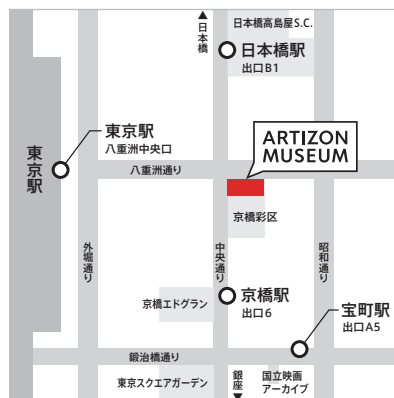 ▲日本橋
日本橋高島屋S.C.
日本橋駅
出口B1
東京駅
八重洲中央口
東京駅
ARTIZON
MUSEUM
八重洲通り
京橋彩区
外堀通り
中央通り
昭和通り
京橋エドグラン
京橋駅
出口6
宝町駅
出口A5
鍛治橋通り
東京スクエアガーデン
銀座▼
国立映画
アーカイブ